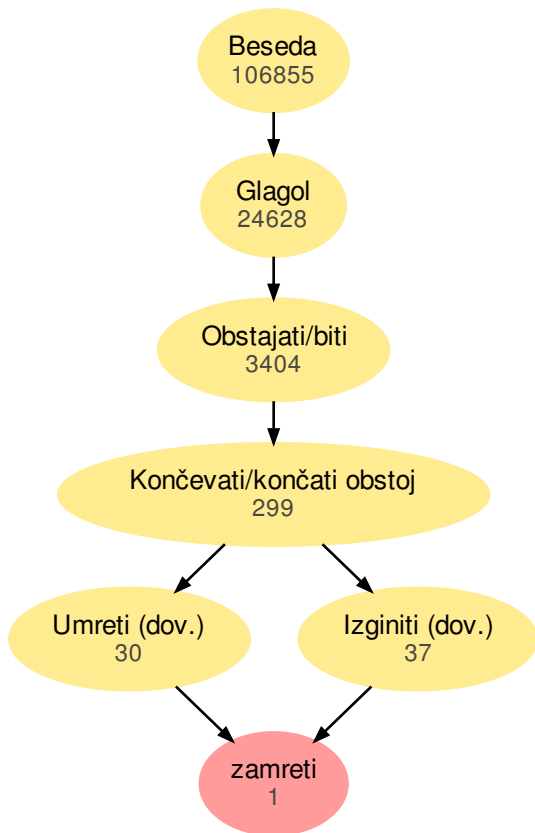 Beseda
106855
Glagol
24628
Obstajati/biti
3404
Končevati/končati obstoj
299
Umreti (dov.)
30
Izginiti (dov.)
37
zamreti
1